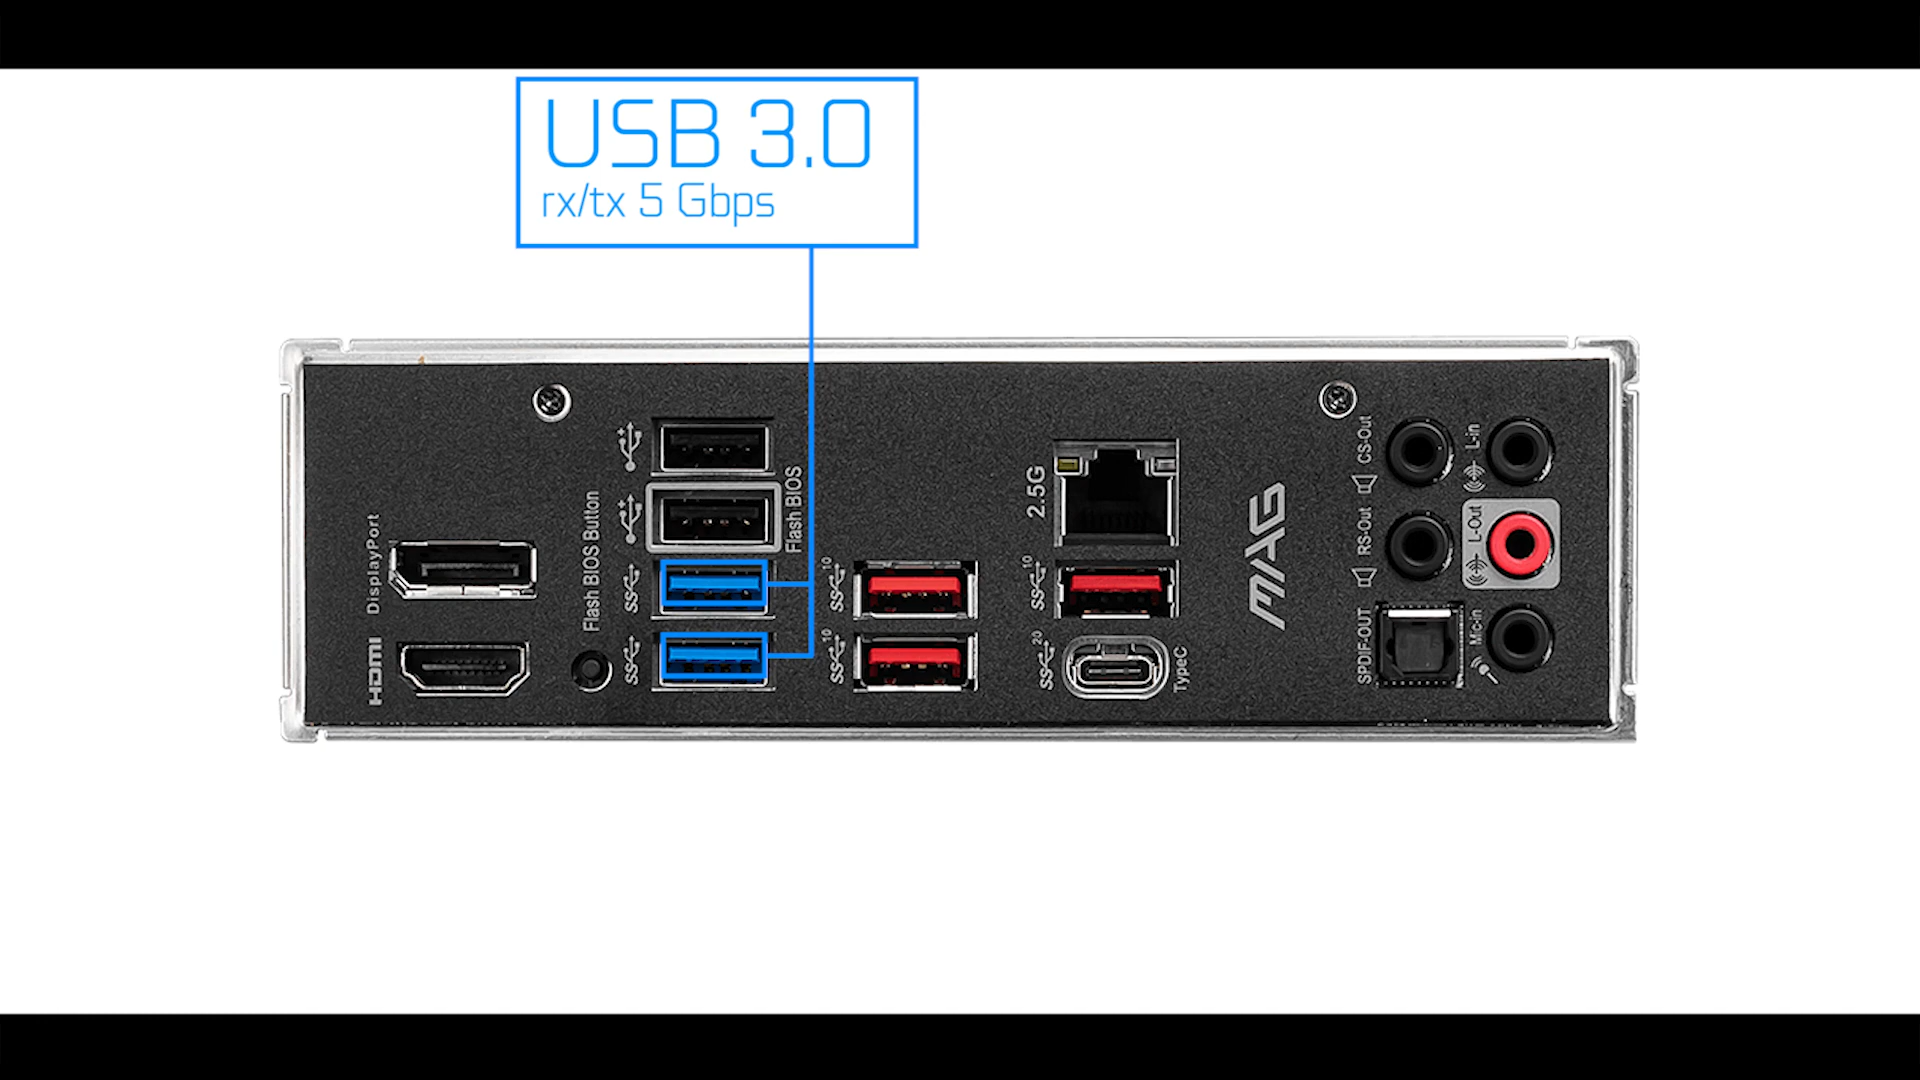 USB 3.0
rx/tx 5 Gbps
DisplayPort
HDMI
Flash BIOS Button
Flash BIOS
SS
SS
SS 10
SS 10
2.5G
SS 10
SS 20
TypeC
MAG
CS-Out
RS-Out
SPDIF-OUT
L-in
L-Out
Mic-in